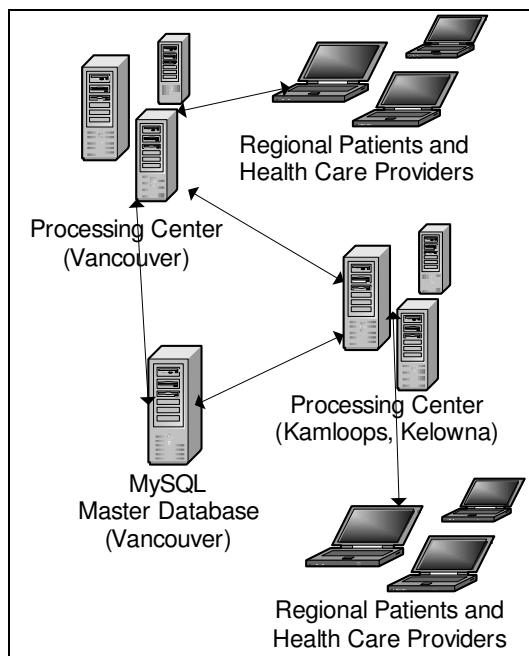 Regional Patients and
Health Care Providers
Processing Center
(Vancouver)
Processing Center
(Kamloops, Kelowna)
MySQL
Master Database
(Vancouver)
Regional Patients and
Health Care Providers